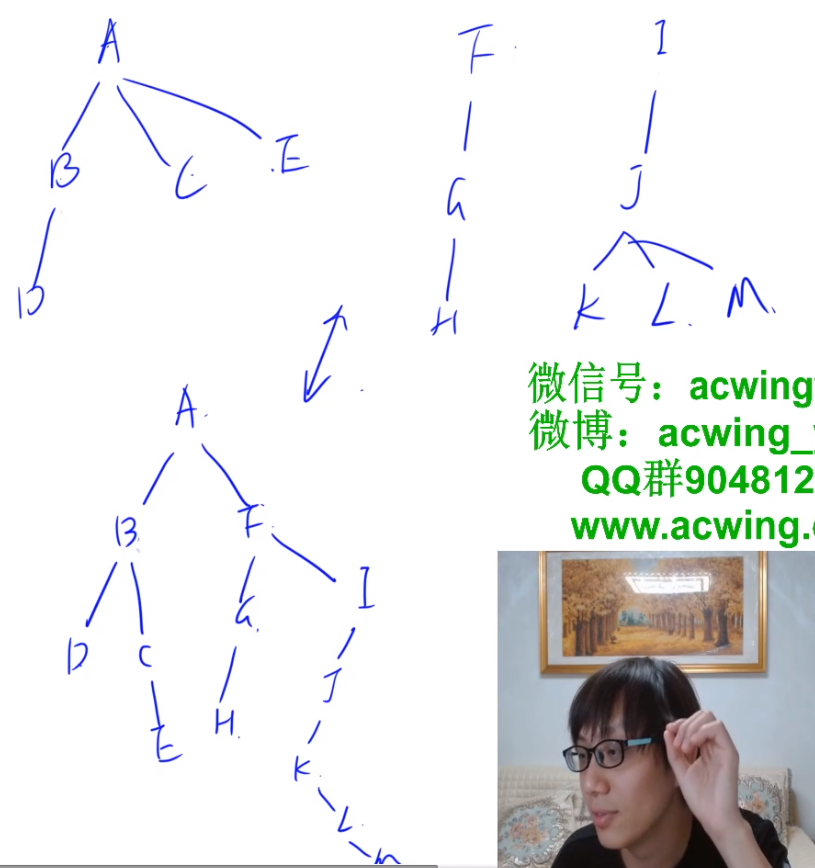 A F I
B C E G J
D H K L. M.
微信号：acwing
微博：acwing_
QQ群904812
www.acwing.
A.
B. F.
G. I
D C J
E H. K
L.
M